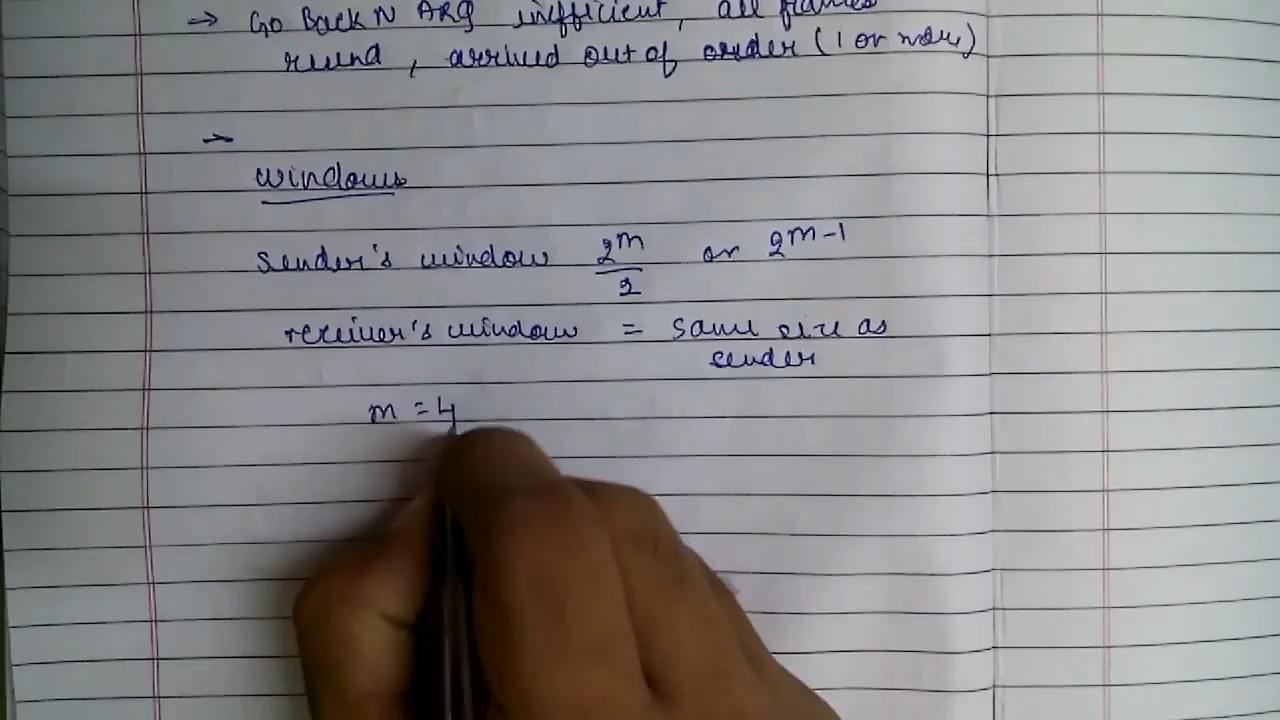 → Go Back N ARQ inefficient, all frames
resend, arrived out of order (1 or more)
→
windows
sender's window 2^m/2 or 2^m-1
receiver's window = same size as
sender
m = 4